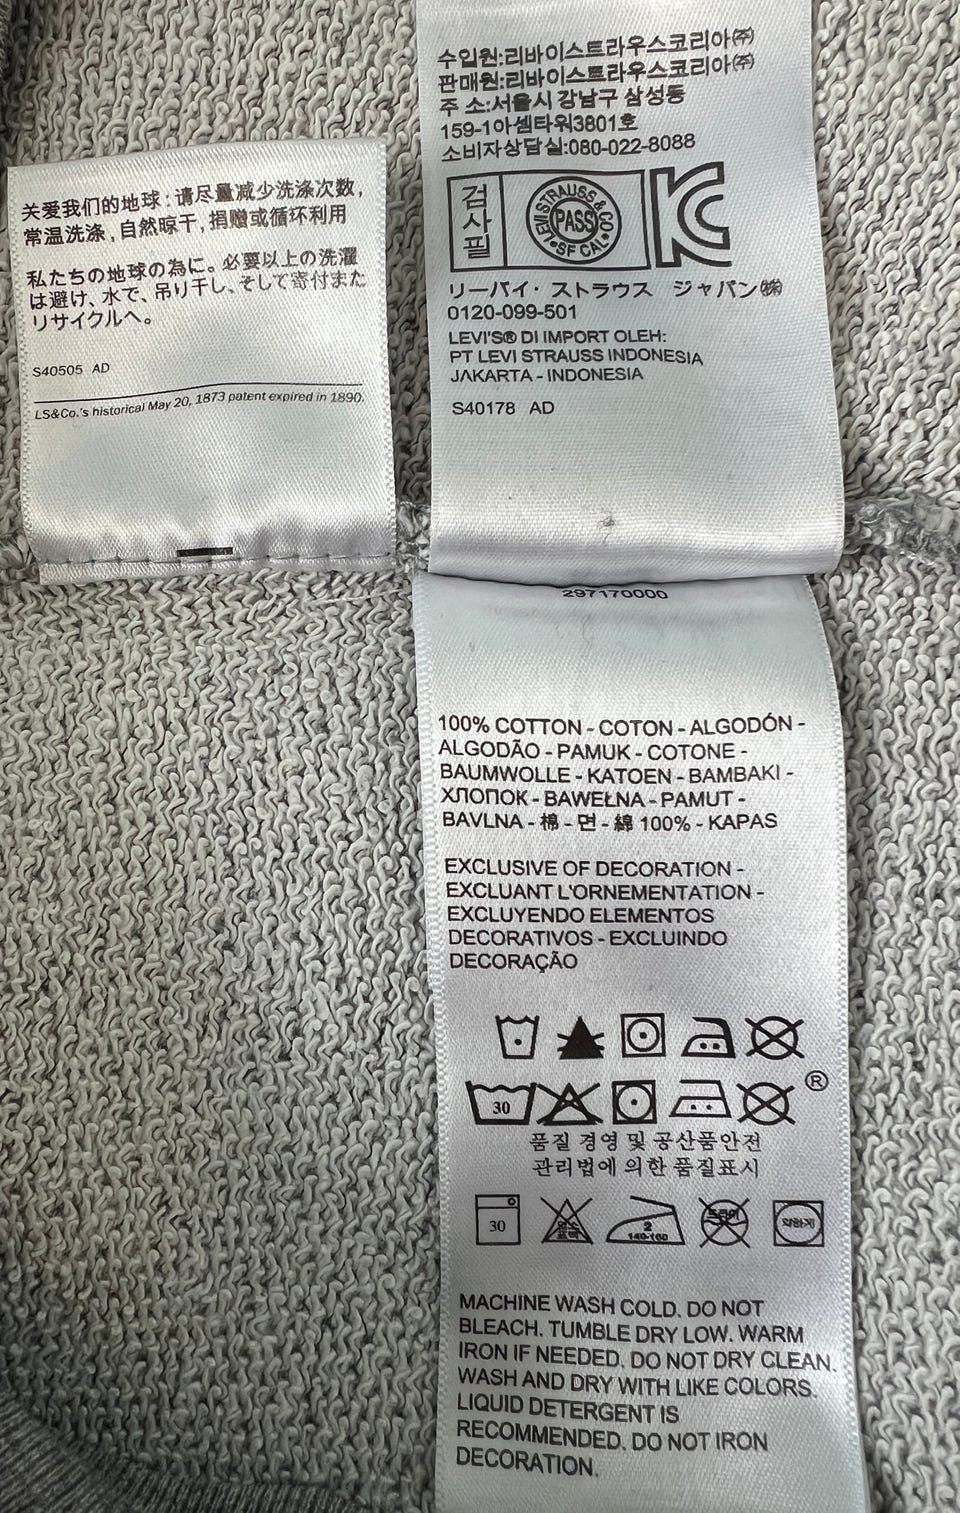 关爱我们的地球：请尽量减少洗涤次数，
常温洗涤，自然晾干，捐赠或循环利用
私たちの地球の為に。必要以上の洗濯
は避け、水で、吊り干し、そして寄付また
リサイクルへ。
S40505 AD
LS&Co.'s historical May 20, 1873 patent expired in 1890.
수입원:리바이스트라우스코리아㈜
판매원:리바이스트라우스코리아㈜
주 소:서울시 강남구 삼성동
159-1아셈타워3801호
소비자상담실:080-022-8088
검사필
LEVI STRAUSS & CO
PASS
SF CAL
KC
リーバイ・ストラウス ジャパン㈱
0120-099-501
LEVI'S® DI IMPORT OLEH:
PT LEVI STRAUSS INDONESIA
JAKARTA - INDONESIA
S40178 AD
297170000
100% COTTON - COTON - ALGODÓN -
ALGODÃO - PAMUK - COTONE -
BAUMWOLLE - KATOEN - BAMBAKI -
ХЛОПОК - BAWEŁNA - PAMUT -
BAVLNA - 棉 - 면 - 綿 100% - KAPAS
EXCLUSIVE OF DECORATION -
EXCLUANT L'ORNEMENTATION -
EXCLUYENDO ELEMENTOS
DECORATIVOS - EXCLUINDO
DECORAÇÃO
30 ®
품질 경영 및 공산품안전
관리법에 의한 품질표시
30 염소 표백 2 140-160 드라이 약하게
MACHINE WASH COLD. DO NOT
BLEACH. TUMBLE DRY LOW. WARM
IRON IF NEEDED. DO NOT DRY CLEAN.
WASH AND DRY WITH LIKE COLORS.
LIQUID DETERGENT IS
RECOMMENDED. DO NOT IRON
DECORATION.